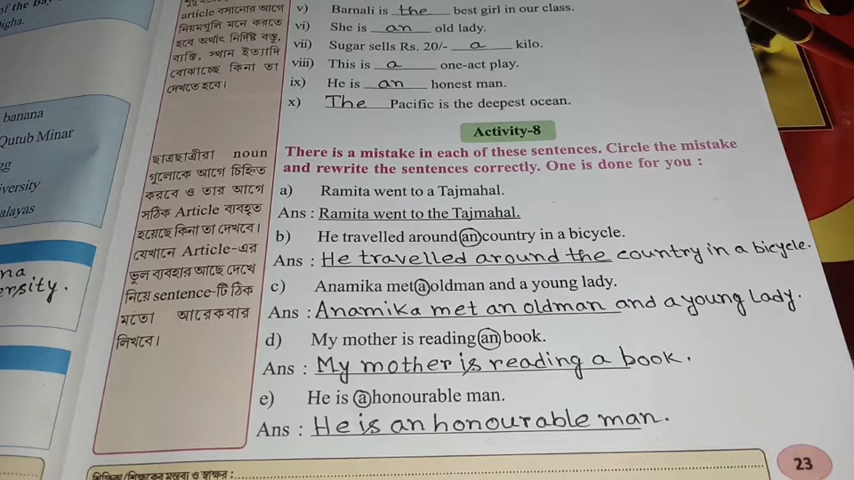 of the Bay
Digha.
banana
Qutub Minar
gg
versity
alayas
na
ersity.
article বসানোর আগে
নিয়মগুলি মনে করতে
হবে অর্থাৎ নির্দিষ্ট বস্তু,
ব্যক্তি, স্থান ইত্যাদি
বোঝাচ্ছে কিনা তা
দেখতে হবে।
v) Barnali is the best girl in our class.
vi) She is an old lady.
vii) Sugar sells Rs. 20/- a kilo.
viii) This is a one-act play.
ix) He is an honest man.
x) The Pacific is the deepest ocean.
Activity-8
ছাত্রছাত্রীরা noun
গুলোকে আগে চিহ্নিত
করবে ও তার আগে
সঠিক Article ব্যবহৃত
হয়েছে কিনা তা দেখবে।
যেখানে Article-এর
ভুল ব্যবহার আছে দেখে
নিয়ে sentence-টি ঠিক
মতো আরেকবার
লিখবে।
There is a mistake in each of these sentences. Circle the mistake
and rewrite the sentences correctly. One is done for you :
a) Ramita went to a Tajmahal.
Ans : Ramita went to the Tajmahal.
b) He travelled around an country in a bicycle.
Ans : He travelled around the country in a bicycle.
c) Anamika met a oldman and a young lady.
Ans : Anamika met an oldman and a young lady.
d) My mother is reading an book.
Ans : My mother is reading a book.
e) He is a honourable man.
Ans : He is an honourable man.
23